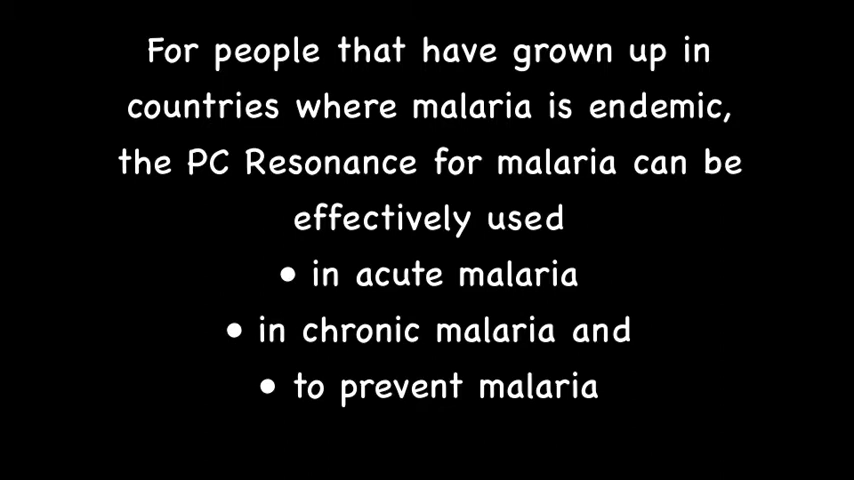 For people that have grown up in
countries where malaria is endemic,
the PC Resonance for malaria can be
effectively used
• in acute malaria
• in chronic malaria and
• to prevent malaria